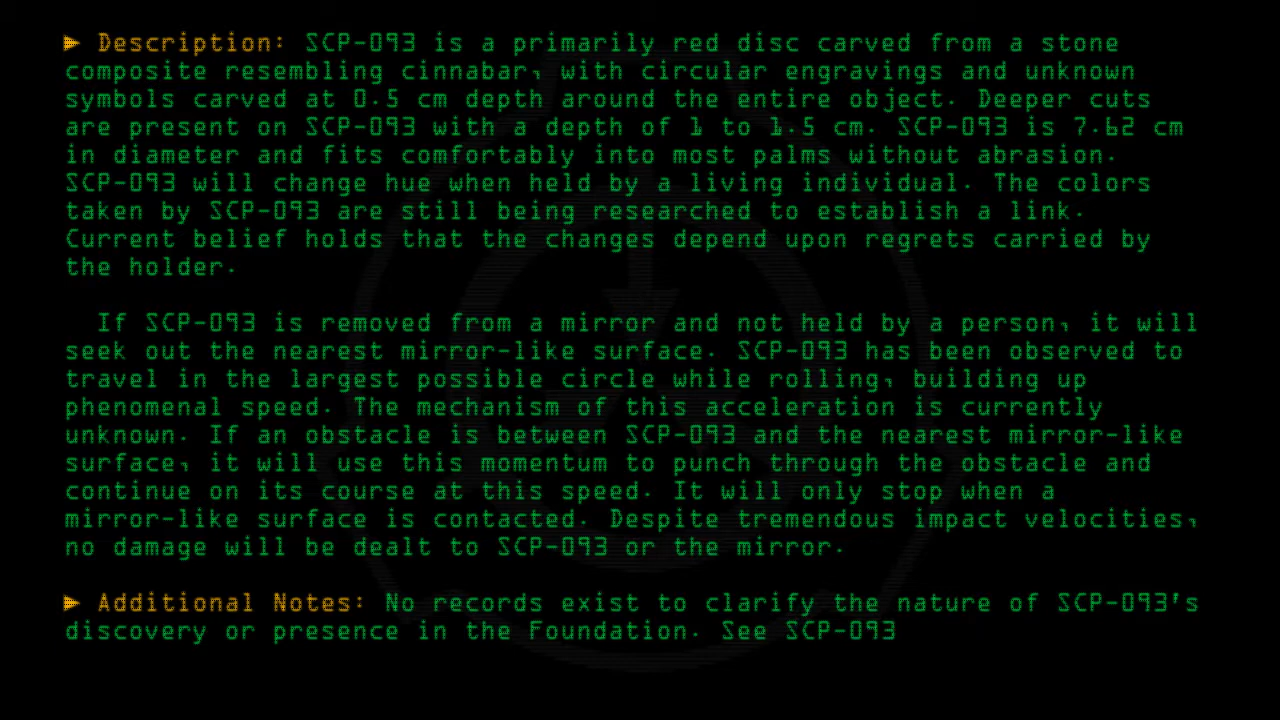 ► Description: SCP-093 is a primarily red disc carved from a stone
composite resembling cinnabar, with circular engravings and unknown
symbols carved at 0.5 cm depth around the entire object. Deeper cuts
are present on SCP-093 with a depth of 1 to 1.5 cm. SCP-093 is 7.62 cm
in diameter and fits comfortably into most palms without abrasion.
SCP-093 will change hue when held by a living individual. The colors
taken by SCP-093 are still being researched to establish a link.
Current belief holds that the changes depend upon regrets carried by
the holder.
If SCP-093 is removed from a mirror and not held by a person, it will
seek out the nearest mirror-like surface. SCP-093 has been observed to
travel in the largest possible circle while rolling, building up
phenomenal speed. The mechanism of this acceleration is currently
unknown. If an obstacle is between SCP-093 and the nearest mirror-like
surface, it will use this momentum to punch through the obstacle and
continue on its course at this speed. It will only stop when a
mirror-like surface is contacted. Despite tremendous impact velocities,
no damage will be dealt to SCP-093 or the mirror.
► Additional Notes: No records exist to clarify the nature of SCP-093's
discovery or presence in the Foundation. See SCP-093